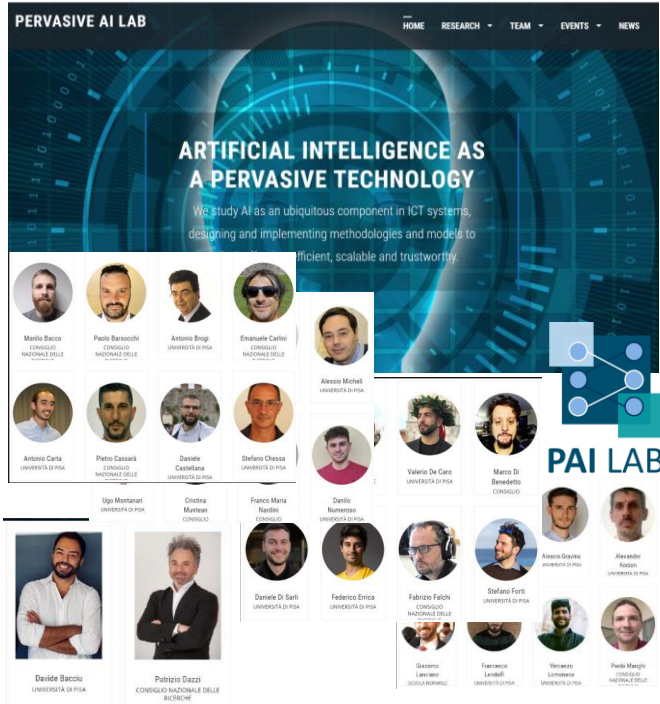 PERVASIVE AI LAB
HOME RESEARCH TEAM EVENTS NEWS
ARTIFICIAL INTELLIGENCE AS
A PERVASIVE TECHNOLOGY
We study AI as an ubiquitous component in ICT systems,
designing and implementing methodologies and models to
efficient, scalable and trustworthy.
Manlio Bacco
CONSIGLIO
NAZIONALE DELLE
Paolo Barsocchi
CONSIGLIO
NAZIONALE DELLE
Antonio Brogi
UNIVERSITÀ DI PISA
Emanuele Carlini
CONSIGLIO
NAZIONALE DELLE
Alessio Micheli
UNIVERSITÀ DI PISA
Antonio Carta
UNIVERSITÀ DI PISA
Pietro Cassarà
CONSIGLIO
NAZIONALE DELLE
Daniele
Castellana
UNIVERSITÀ DI PISA
Stefano Chessa
UNIVERSITÀ DI PISA
Valerio De Caro
UNIVERSITÀ DI PISA
Marco Di
Benedetto
CONSIGLIO
PAI LAB
Ugo Montanari
UNIVERSITÀ DI PISA
Cristina
Muntean
CONSIGLIO
Franco Maria
Nardini
CONSIGLIO
Danilo
Numeroso
UNIVERSITÀ DI PISA
Alessio Gravina
UNIVERSITÀ DI PISA
Alexander
Kocian
UNIVERSITÀ DI PISA
Daniele Di Sarli
UNIVERSITÀ DI PISA
Federico Errica
UNIVERSITÀ DI PISA
Fabrizio Falchi
CONSIGLIO
NAZIONALE DELLE
Stefano Forti
UNIVERSITÀ DI PISA
Giacomo
Lanciano
SCUOLA NORMALE
Francesco
Landolfi
UNIVERSITÀ DI PISA
Vincenzo
Lomonaco
UNIVERSITÀ DI PISA
Paolo Manghi
CONSIGLIO
NAZIONALE DELLE
Davide Bacciu
UNIVERSITÀ DI PISA
Patrizio Dazzi
CONSIGLIO NAZIONALE DELLE
RICERCHE